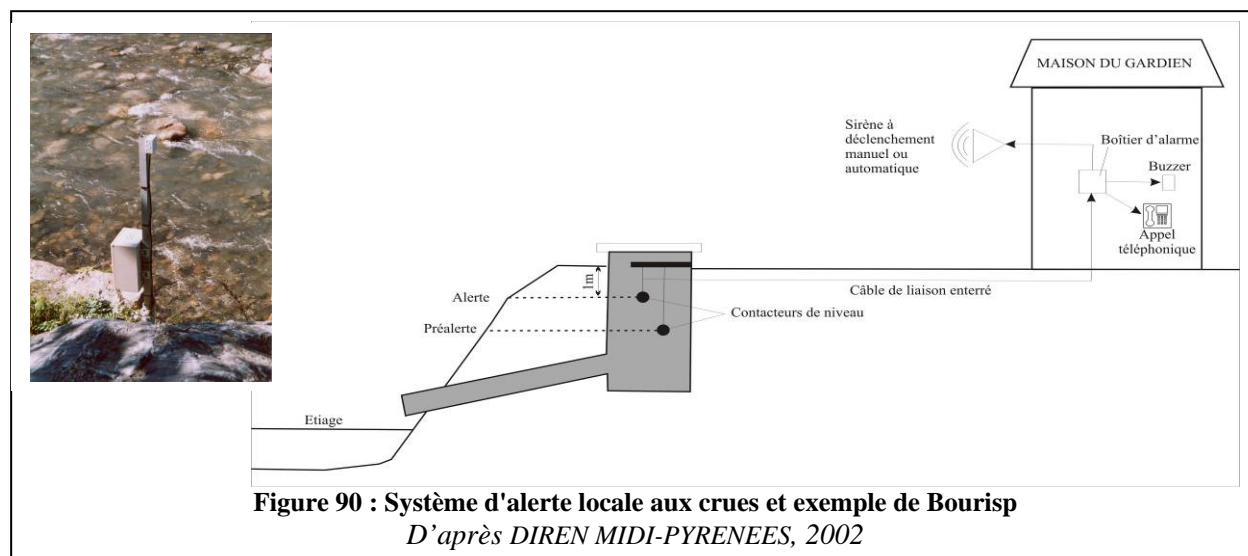 MAISON DU GARDIEN
Sirène à
déclenchement
manuel ou
automatique
Boîtier d'alarme
Buzzer
Appel
téléphonique
1m
Câble de liaison enterré
Alerte
Contacteurs de niveau
Préalerte
Etiage
Figure 90 : Système d'alerte locale aux crues et exemple de Bourisp
D'après DIREN MIDI-PYRENEES, 2002